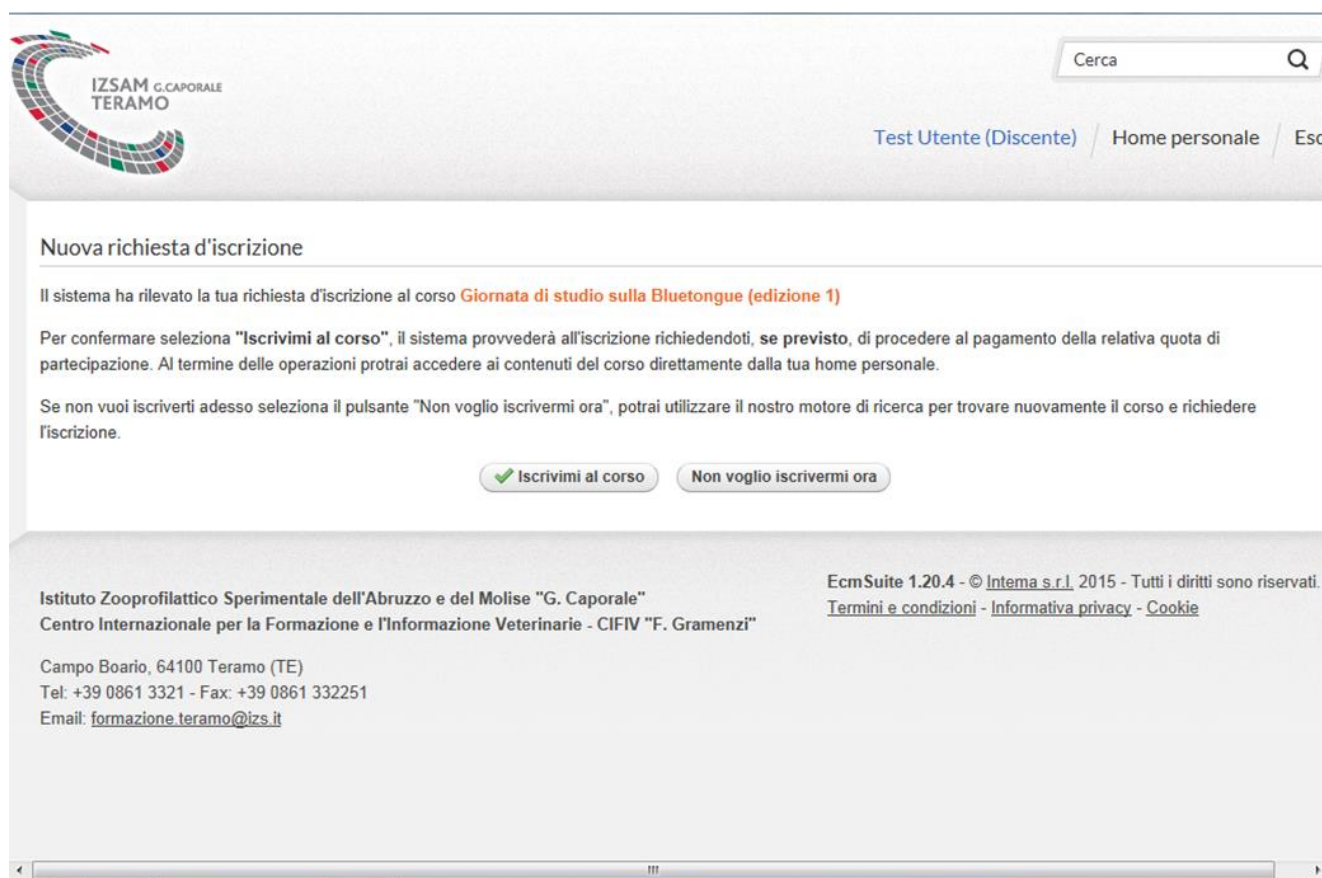 IZSAM G.CAPORALE
TERAMO
Cerca
Test Utente (Discente)
Home personale
Nuova richiesta d'iscrizione
Il sistema ha rilevato la tua richiesta d'iscrizione al corso Giornata di studio sulla Bluetongue (edizione 1)
Per confermare seleziona "Iscrivimi al corso", il sistema provvederà all'iscrizione richiedendoti, se previsto, di procedere al pagamento della relativa quota di
partecipazione. Al termine delle operazioni protrai accedere ai contenuti del corso direttamente dalla tua home personale.
Se non vuoi iscriverti adesso seleziona il pulsante "Non voglio iscrivermi ora", potrai utilizzare il nostro motore di ricerca per trovare nuovamente il corso e richiedere
l'iscrizione.
Iscrivimi al corso
Non voglio iscrivermi ora
Istituto Zooprofilattico Sperimentale dell'Abruzzo e del Molise "G. Caporale"
Centro Internazionale per la Formazione e l'Informazione Veterinarie - CIFIV "F. Gramenzi"
Campo Boario, 64100 Teramo (TE)
Tel: +39 0861 3321 - Fax: +39 0861 332251
Email: formazione.teramo@izs.it
EcmSuite 1.20.4 - © Intema s.r.l. 2015 - Tutti i diritti sono riservati.
Termini e condizioni - Informativa privacy - Cookie